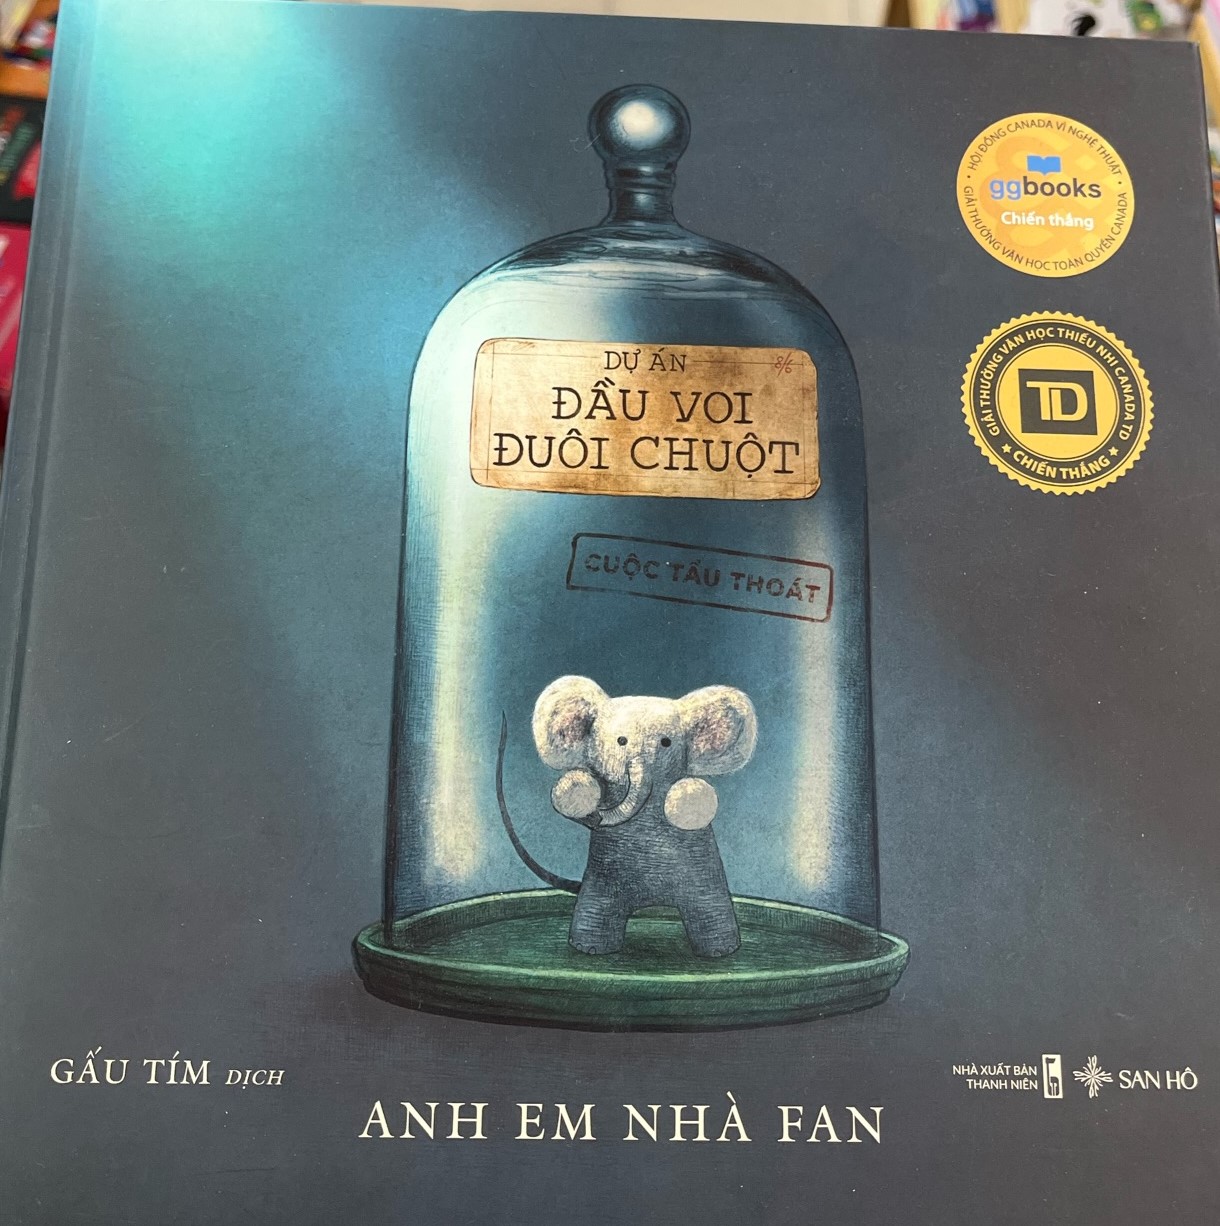 DỰ ÁN
8/6
ĐẦU VOI
ĐUÔI CHUỘT
CUỘC TẨU THOÁT
HỘI ĐỒNG CANADA VÌ NGHỆ THUẬT
ggbooks
Chiến thắng
GIẢI THƯỞNG VĂN HỌC TOÀN QUYỀN CANADA
GIẢI THƯỞNG VĂN HỌC THIẾU NHI CANADA TD
TD
CHIẾN THẮNG
GẤU TÍM DỊCH
NHÀ XUẤT BẢN
THANH NIÊN
SAN HÔ
ANH EM NHÀ FAN